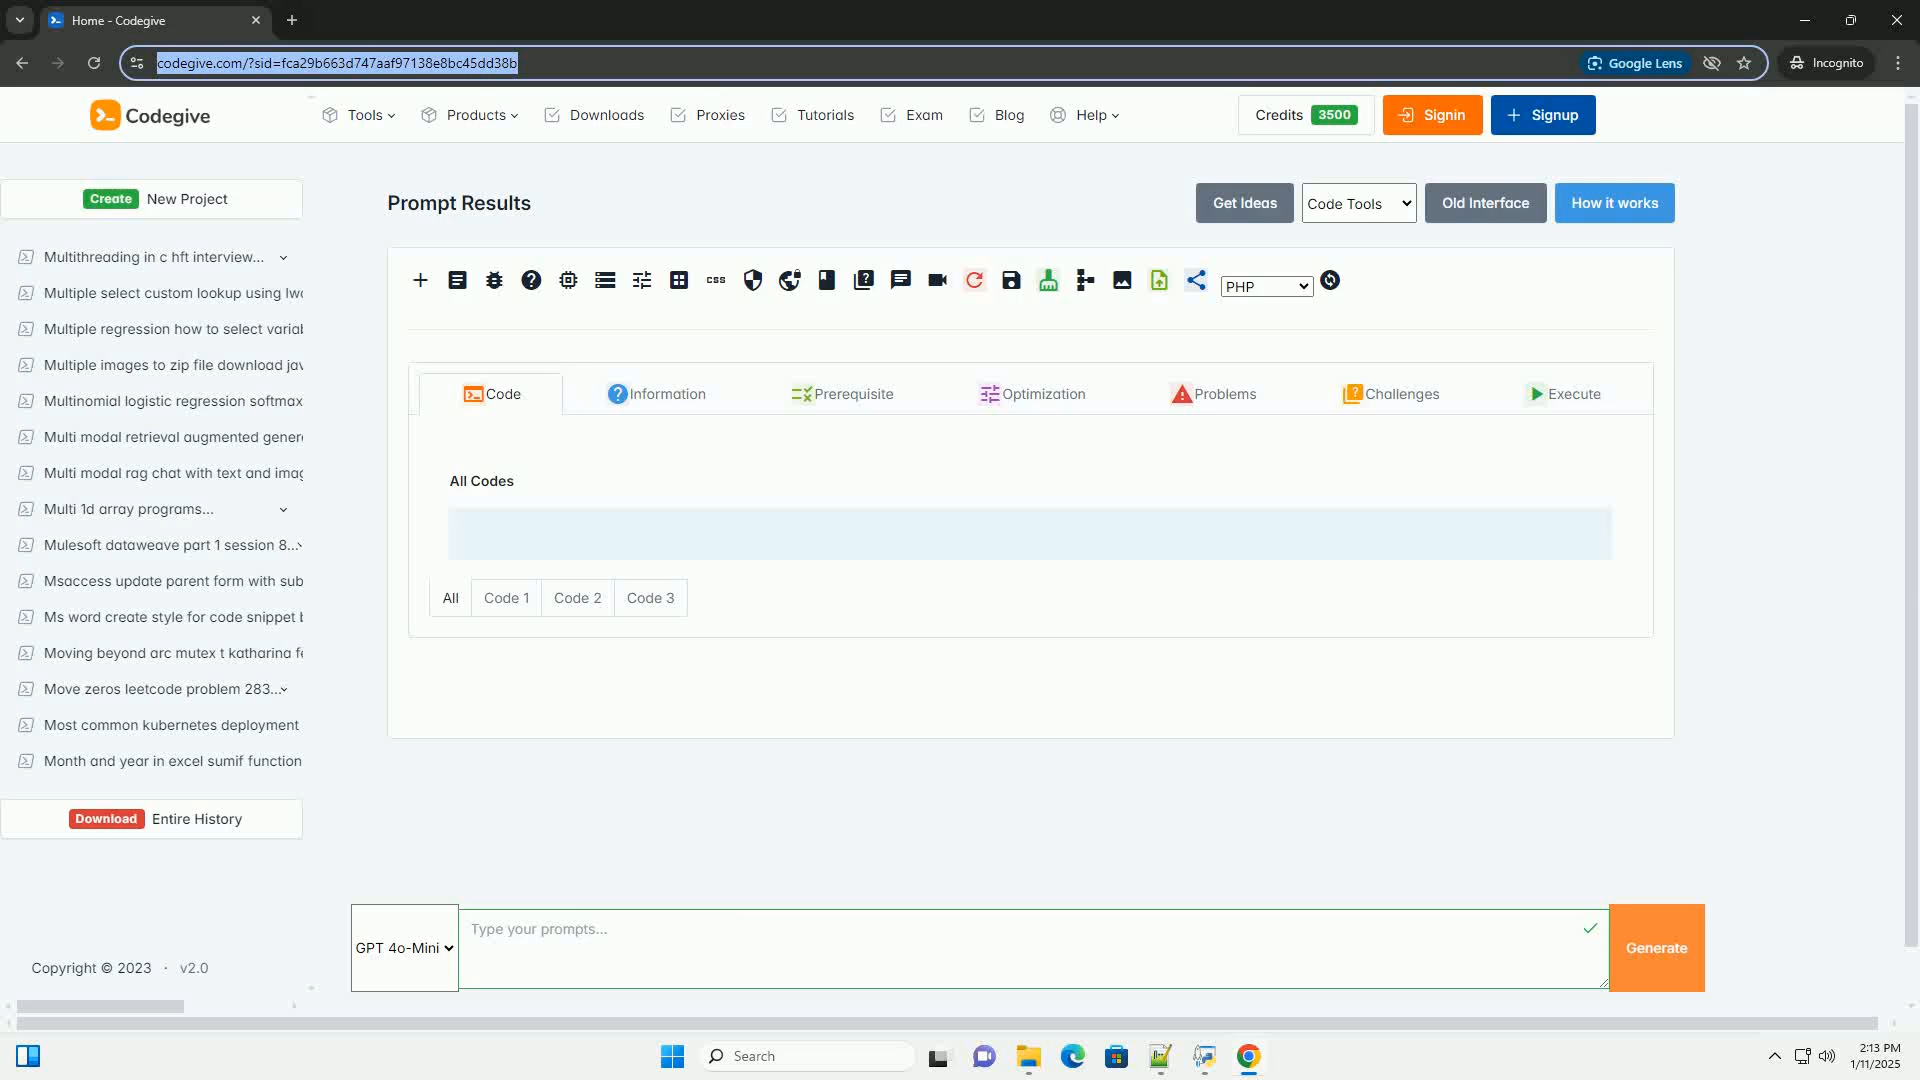 Home - Codegive
codegive.com/?sid=fca29b663d747aaf97138e8bc45dd38b
Google Lens
Incognito
Codegive
Tools
Products
Downloads
Proxies
Tutorials
Exam
Blog
Help
Credits 3500
Signin
Signup
Create New Project
Multithreading in c hft interview...
Multiple select custom lookup using lwc
Multiple regression how to select
Multiple images to zip file download
Multinomial logistic regression softmax
Multi modal retrieval augmented
Multi modal rag chat with text and
Multi 1d array programs...
Mulesoft dataweave part 1 session 8...
Msaccess update parent form with sub
Ms word create style for code snippet
Moving beyond arc mutex t katharina
Move zeros leetcode problem 283...
Most common kubernetes deployment
Month and year in excel sumif function
Download Entire History
Copyright © 2023 · v2.0
Prompt Results
Get Ideas
Code Tools
Old Interface
How it works
css
PHP
Code
Information
Prerequisite
Optimization
Problems
Challenges
Execute
All Codes
All
Code 1
Code 2
Code 3
GPT 4o-Mini
Type your prompts...
Generate
Search
2:13 PM
1/11/2025